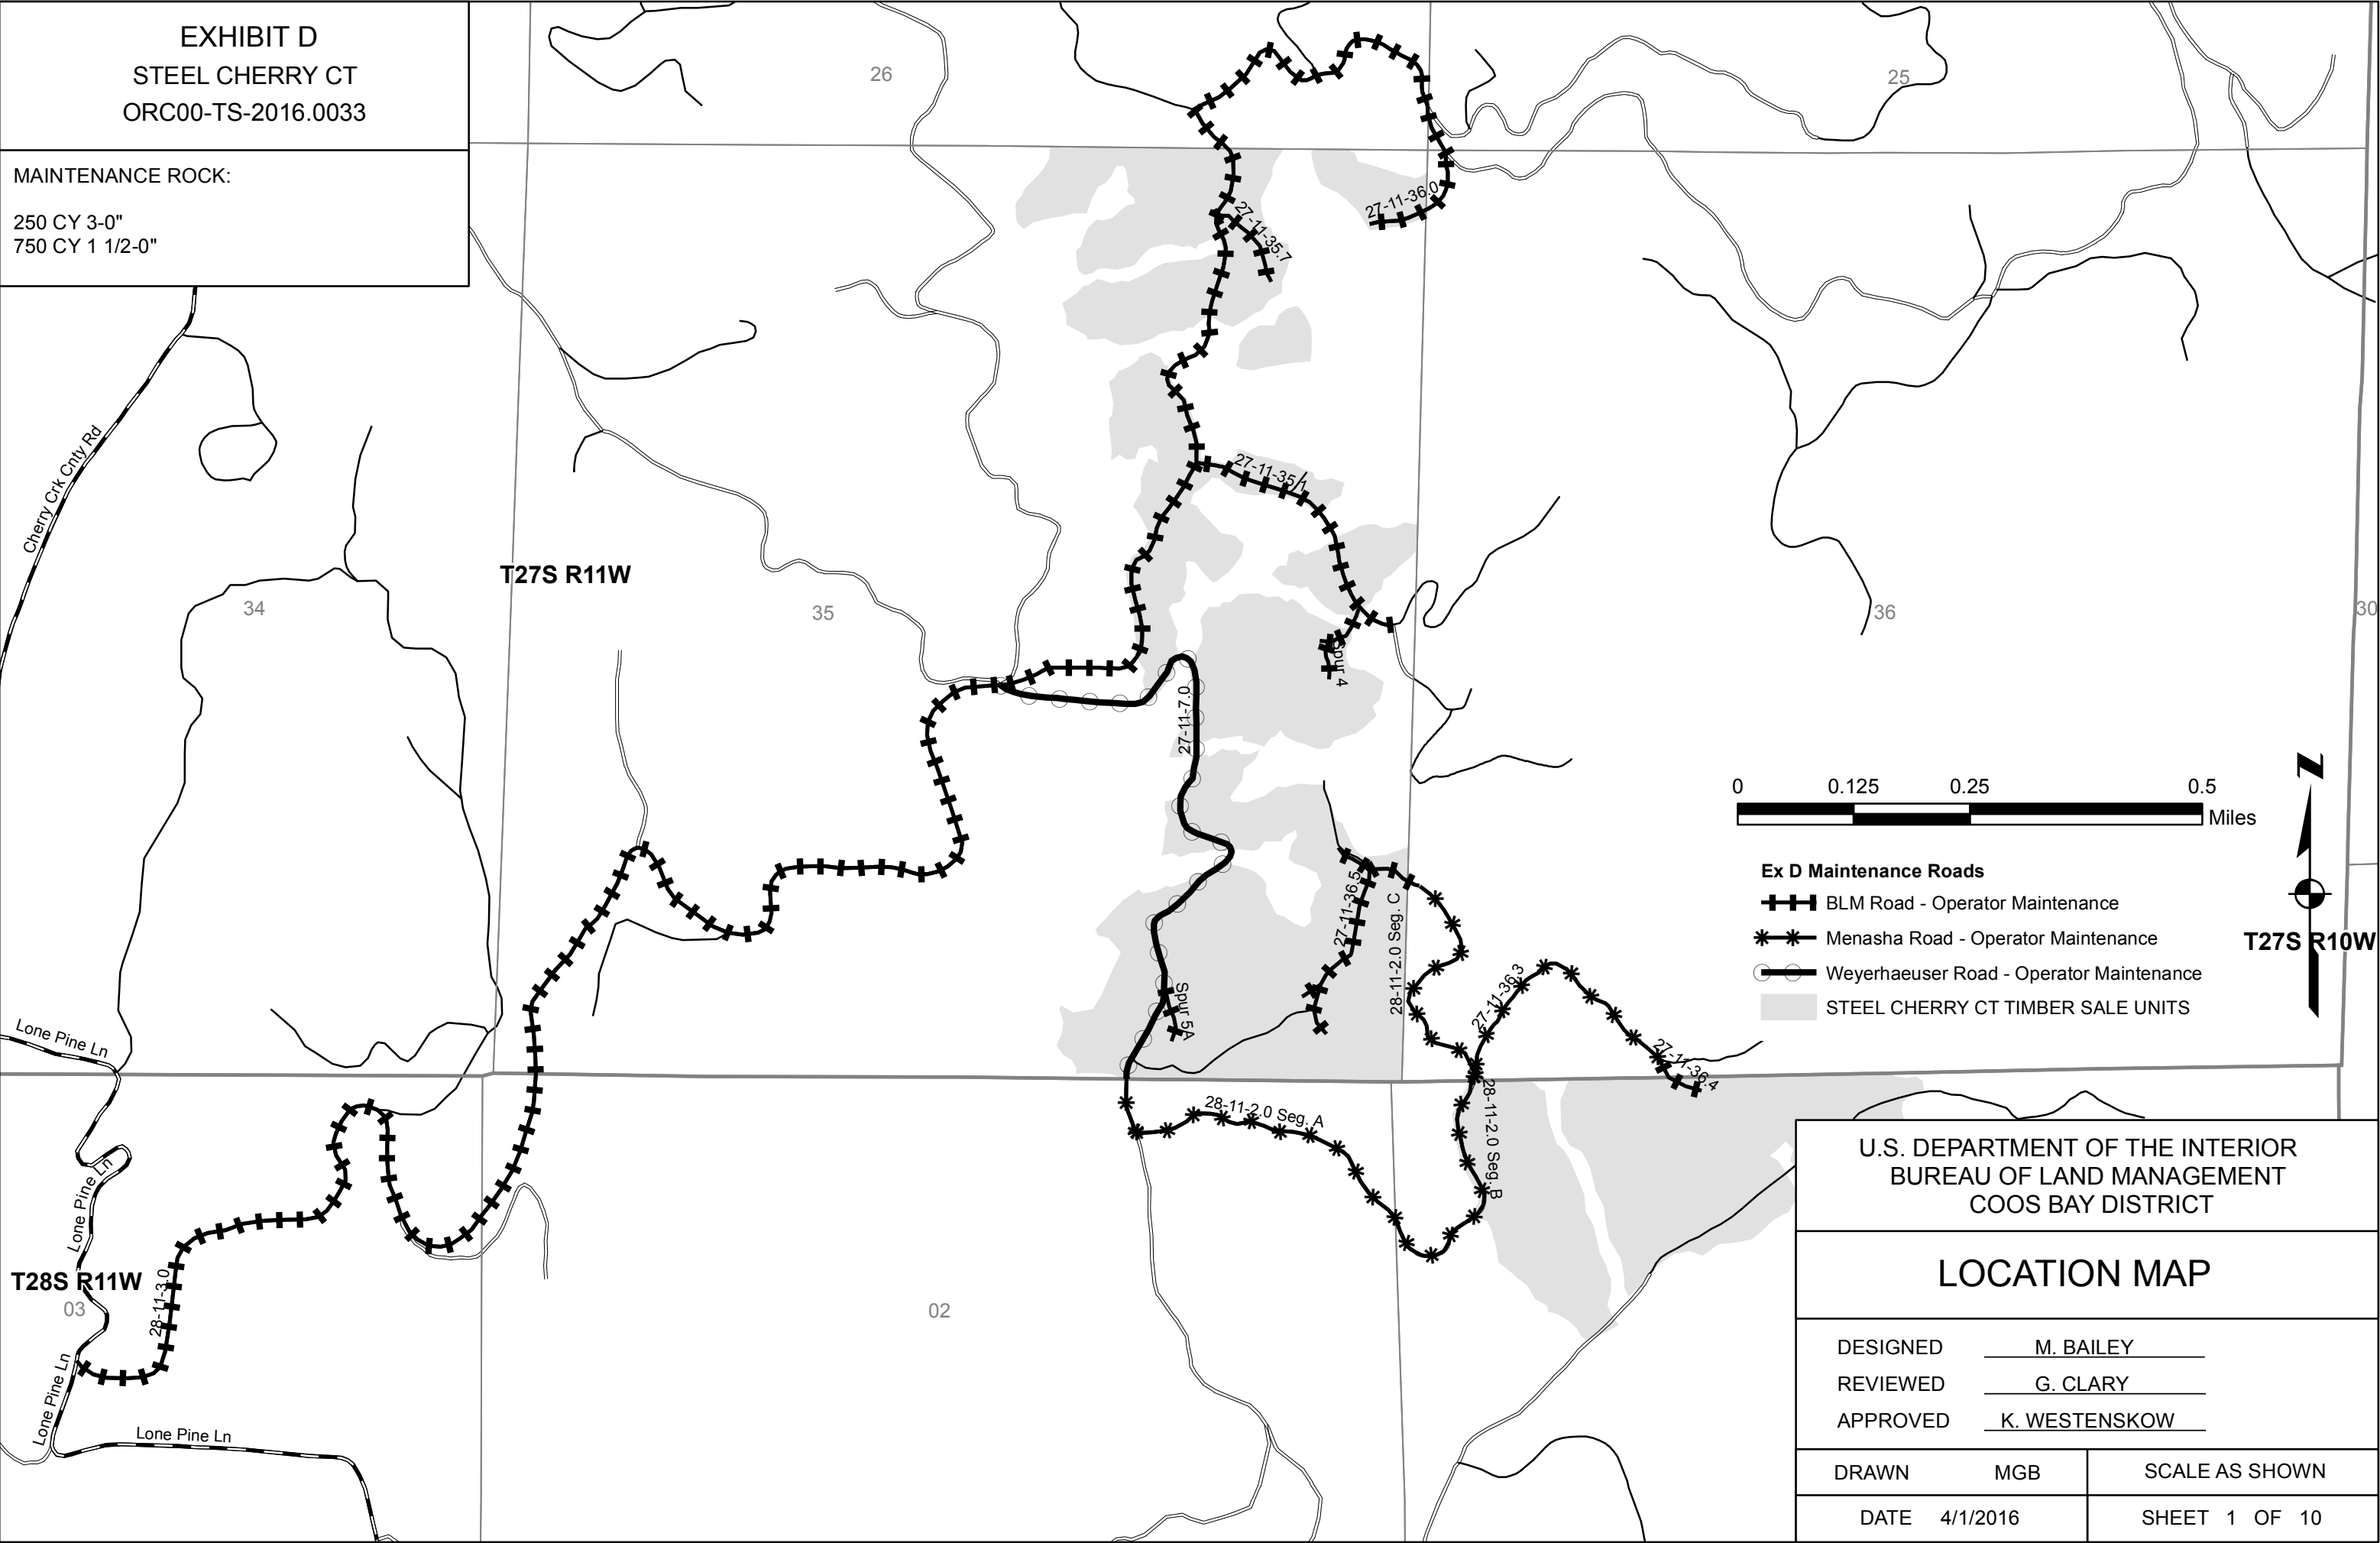 EXHIBIT D
STEEL CHERRY CT
ORC00-TS-2016.0033
MAINTENANCE ROCK:
250 CY 3-0"
750 CY 1 1/2-0"
26
25
27-11-36.0
27-11-35.7
Cherry Crk Cnty Rd
27-11-35.1
T27S R11W
34
35
36
30
Spur 4
27-11-7.0
0 0.125 0.25 0.5
Miles
Ex D Maintenance Roads
BLM Road - Operator Maintenance
Menasha Road - Operator Maintenance
Weyerhaeuser Road - Operator Maintenance
STEEL CHERRY CT TIMBER SALE UNITS
Z
T27S R10W
27-11-36.5
28-11-2.0 Seg. C
27-11-36.3
27-11-36.4
Spur 5A
Lone Pine Ln
28-11-2.0 Seg. A
28-11-2.0 Seg. B
Lone Pine Ln
T28S R11W
03
28-11-3.0
02
Lone Pine Ln
Lone Pine Ln
U.S. DEPARTMENT OF THE INTERIOR
BUREAU OF LAND MANAGEMENT
COOS BAY DISTRICT
LOCATION MAP
DESIGNED M. BAILEY
REVIEWED G. CLARY
APPROVED K. WESTENSKOW
DRAWN MGB
SCALE AS SHOWN
DATE 4/1/2016
SHEET 1 OF 10